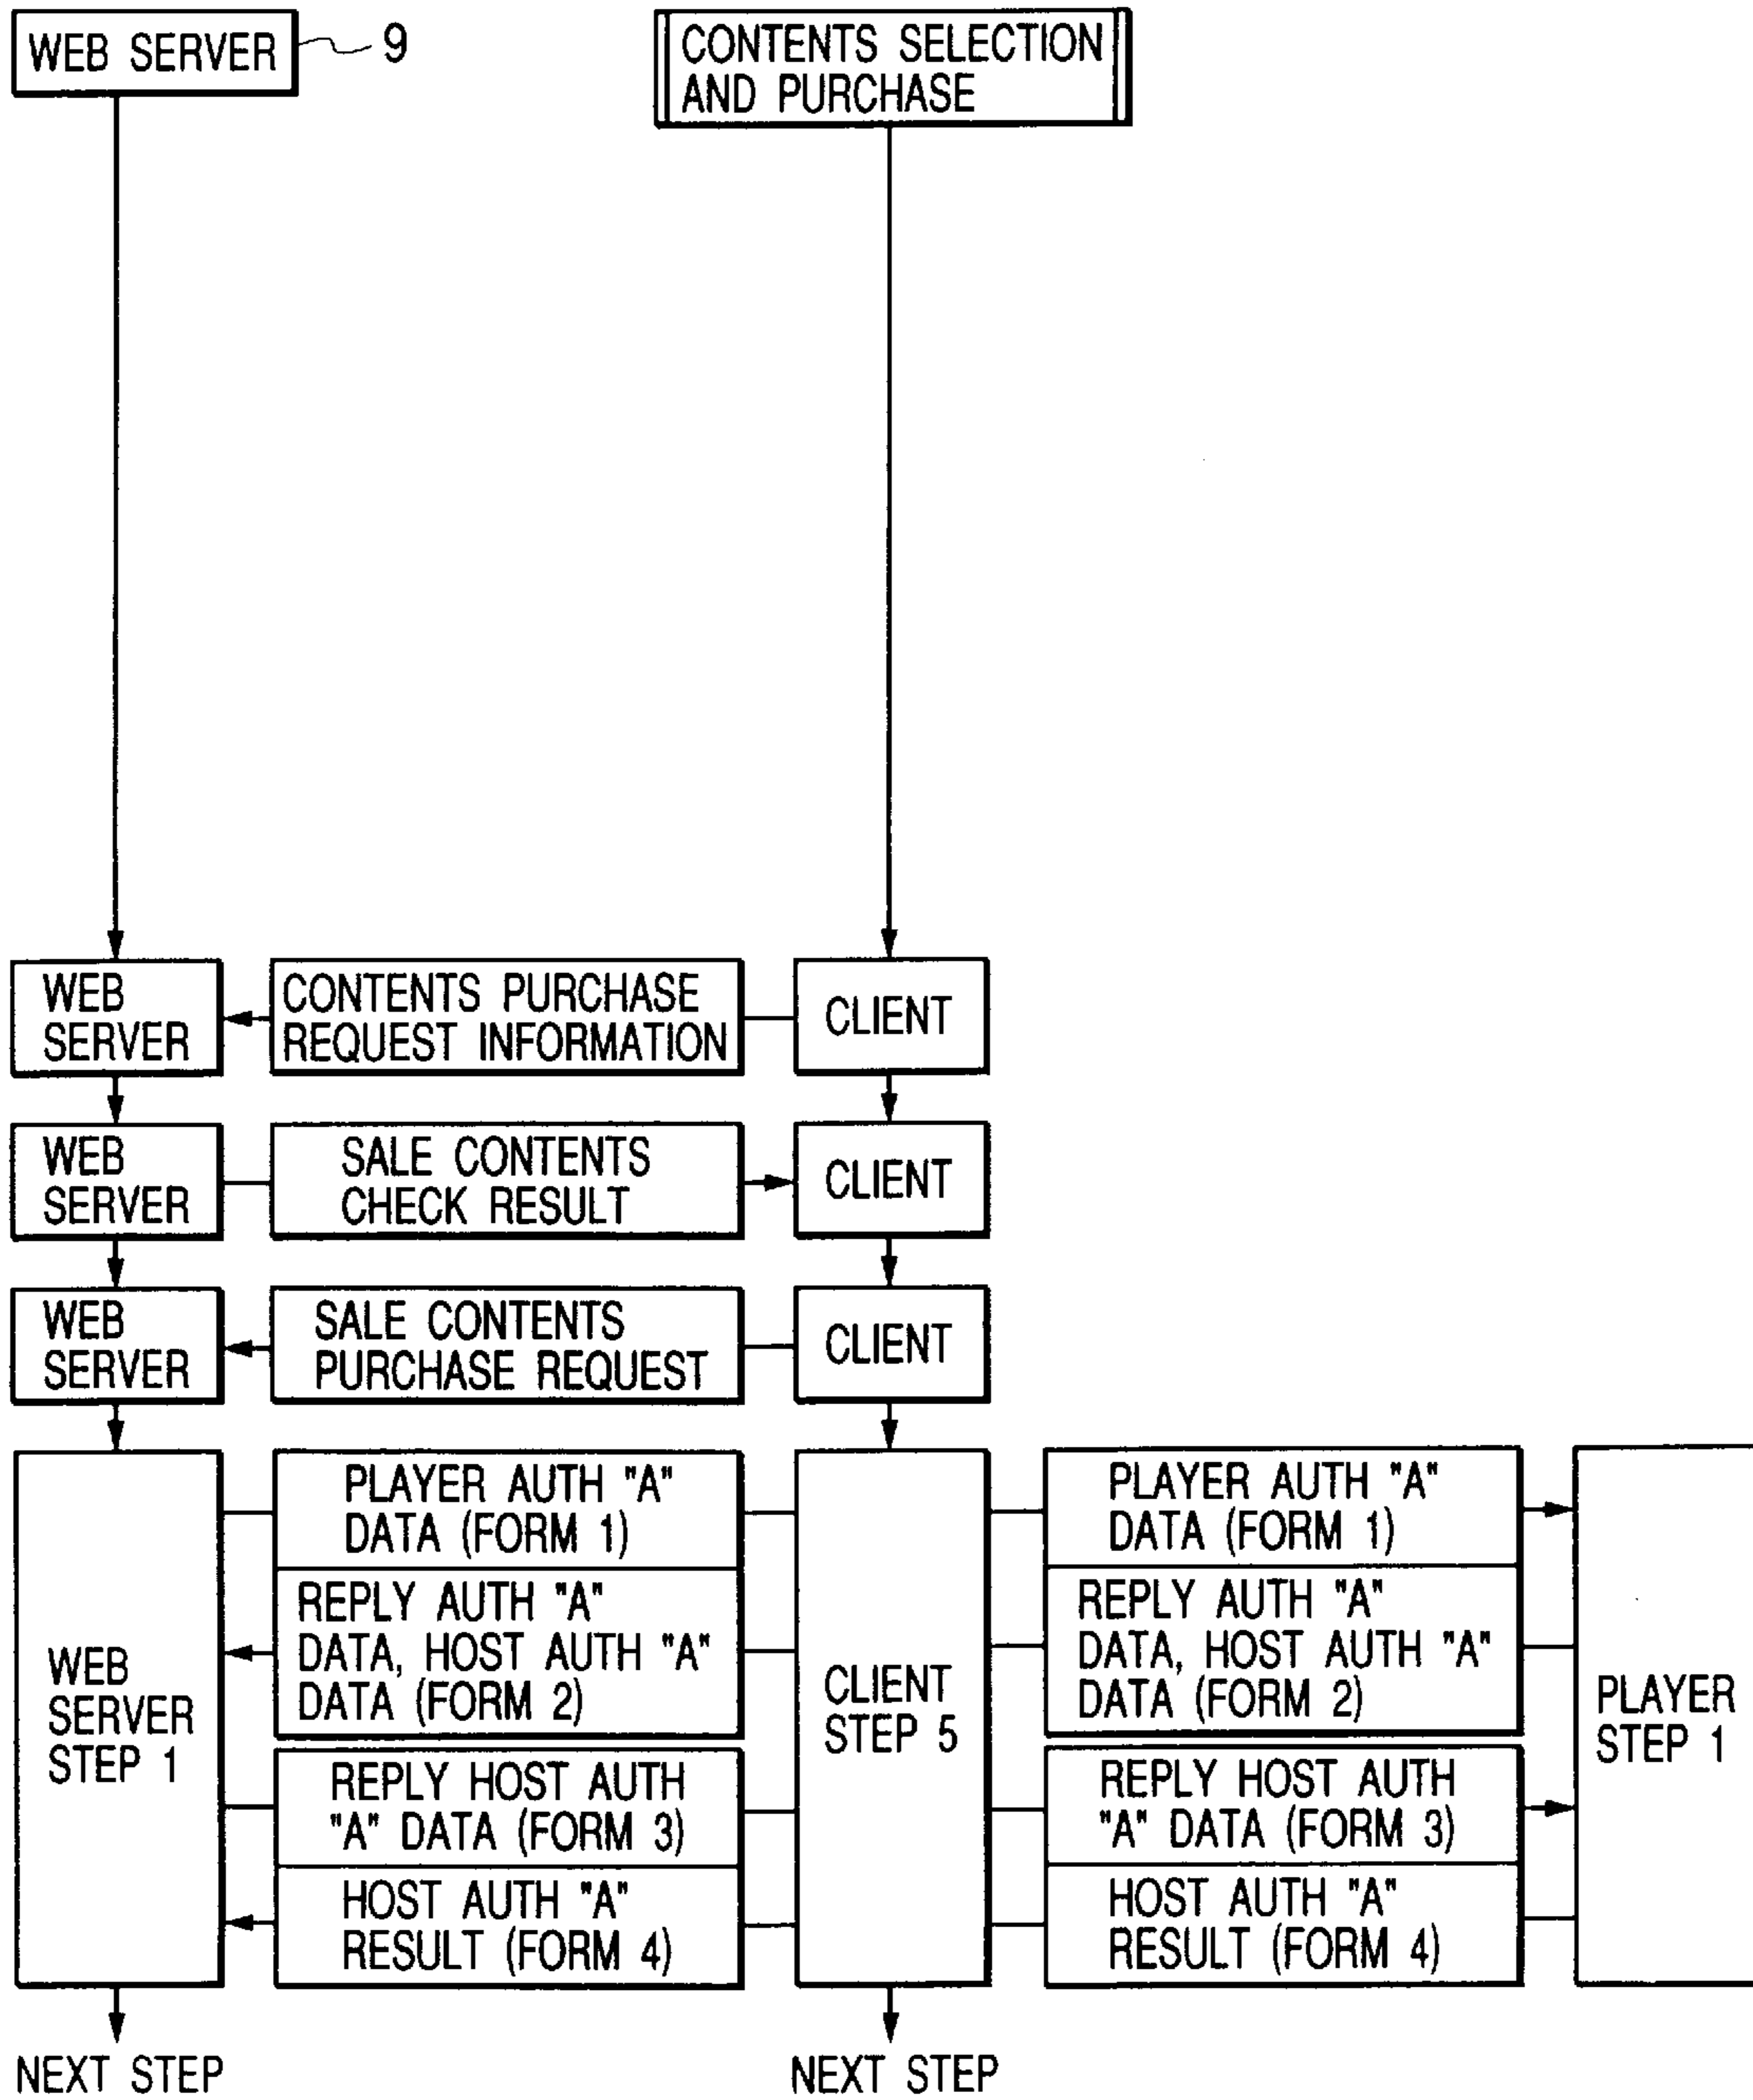 WEB SERVER
9
CONTENTS SELECTION
AND PURCHASE
WEB
SERVER
CONTENTS PURCHASE
REQUEST INFORMATION
CLIENT
WEB
SERVER
SALE CONTENTS
CHECK RESULT
CLIENT
WEB
SERVER
SALE CONTENTS
PURCHASE REQUEST
CLIENT
WEB
SERVER
STEP 1
PLAYER AUTH "A"
DATA (FORM 1)
REPLY AUTH "A"
DATA, HOST AUTH "A"
DATA (FORM 2)
REPLY HOST AUTH
"A" DATA (FORM 3)
HOST AUTH "A"
RESULT (FORM 4)
CLIENT
STEP 5
PLAYER AUTH "A"
DATA (FORM 1)
REPLY AUTH "A"
DATA, HOST AUTH "A"
DATA (FORM 2)
REPLY HOST AUTH
"A" DATA (FORM 3)
HOST AUTH "A"
RESULT (FORM 4)
PLAYER
STEP 1
NEXT STEP
NEXT STEP